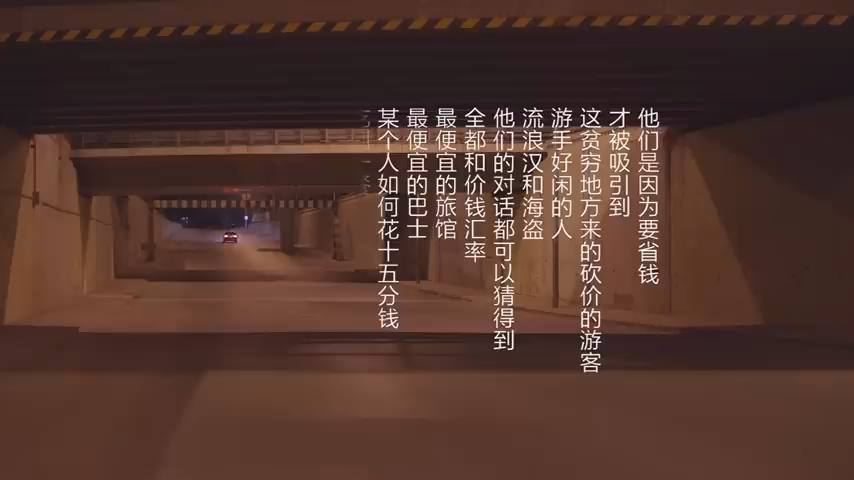 他们是因为要省钱
才被吸引到
这贫穷地方来的砍价的游客
游手好闲的人
流浪汉和海盗
他们的对话都可以猜得到
全都和价钱汇率
最便宜的旅馆
最便宜的巴士
某个人如何花十五分钱